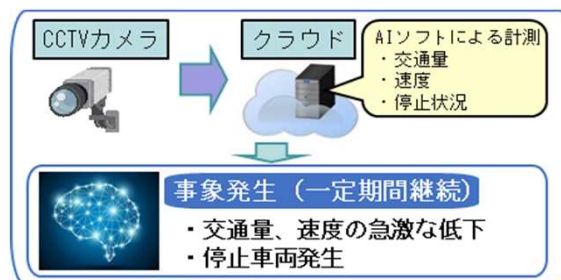 CCTVカメラ
クラウド
AIソフトによる計測
・交通量
・速度
・停止状況
事象発生（一定期間継続）
・交通量、速度の急激な低下
・停止車両発生